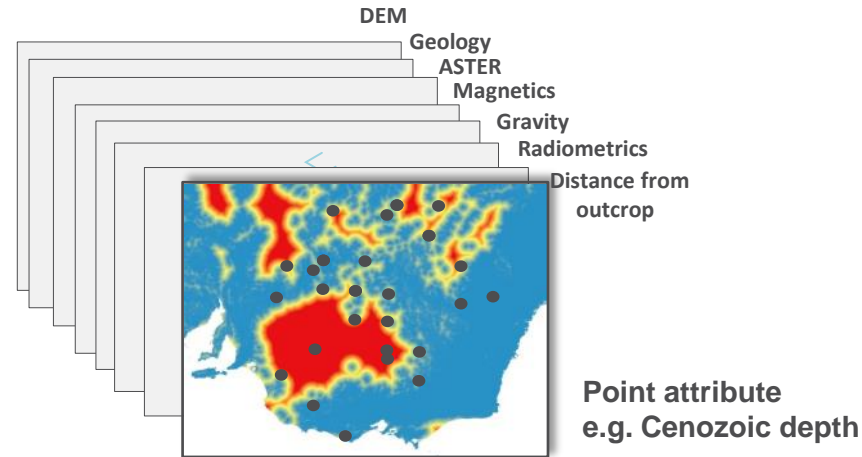 DEM
Geology
ASTER
Magnetics
Gravity
Radiometrics
Distance from
outcrop
Point attribute
e.g. Cenozoic depth